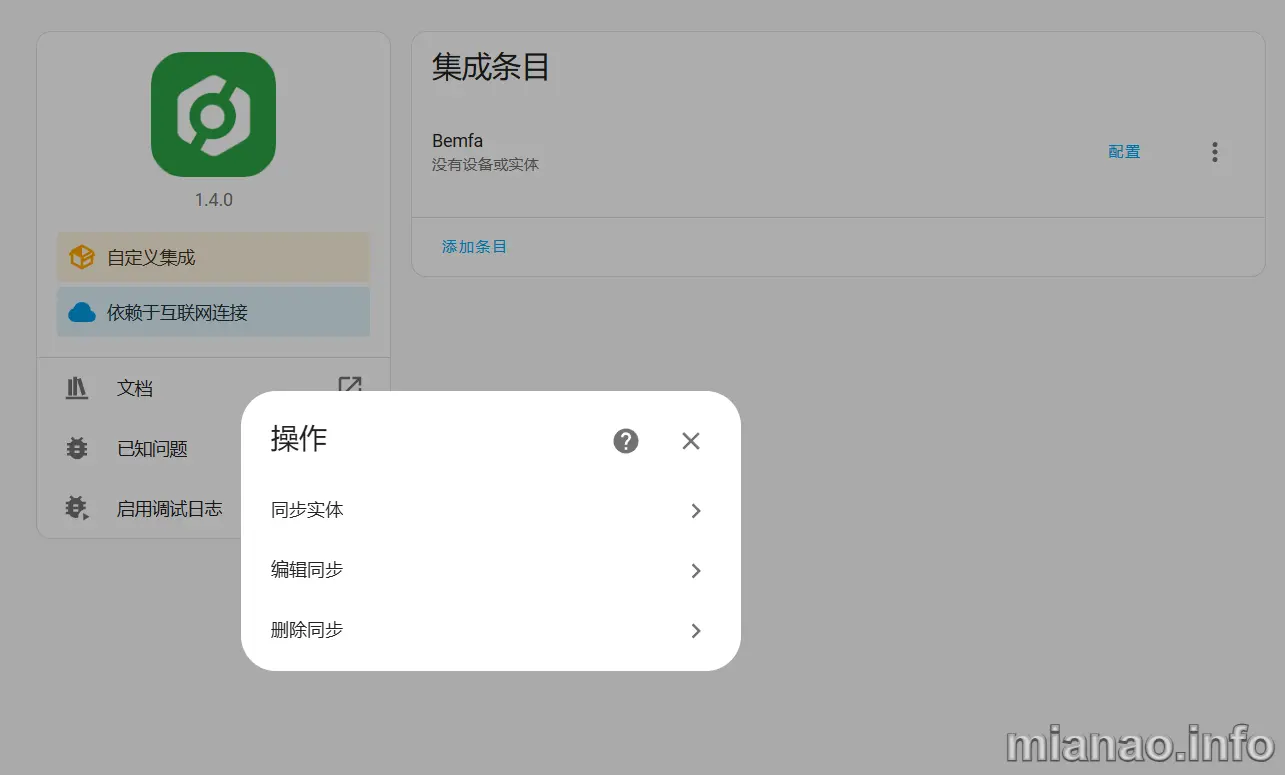 1.4.0
自定义集成
依赖于互联网连接
文档
已知问题
启用调试日志
集成条目
Bemfa
没有设备或实体
配置
添加条目
操作
同步实体
编辑同步
删除同步
mianao.info